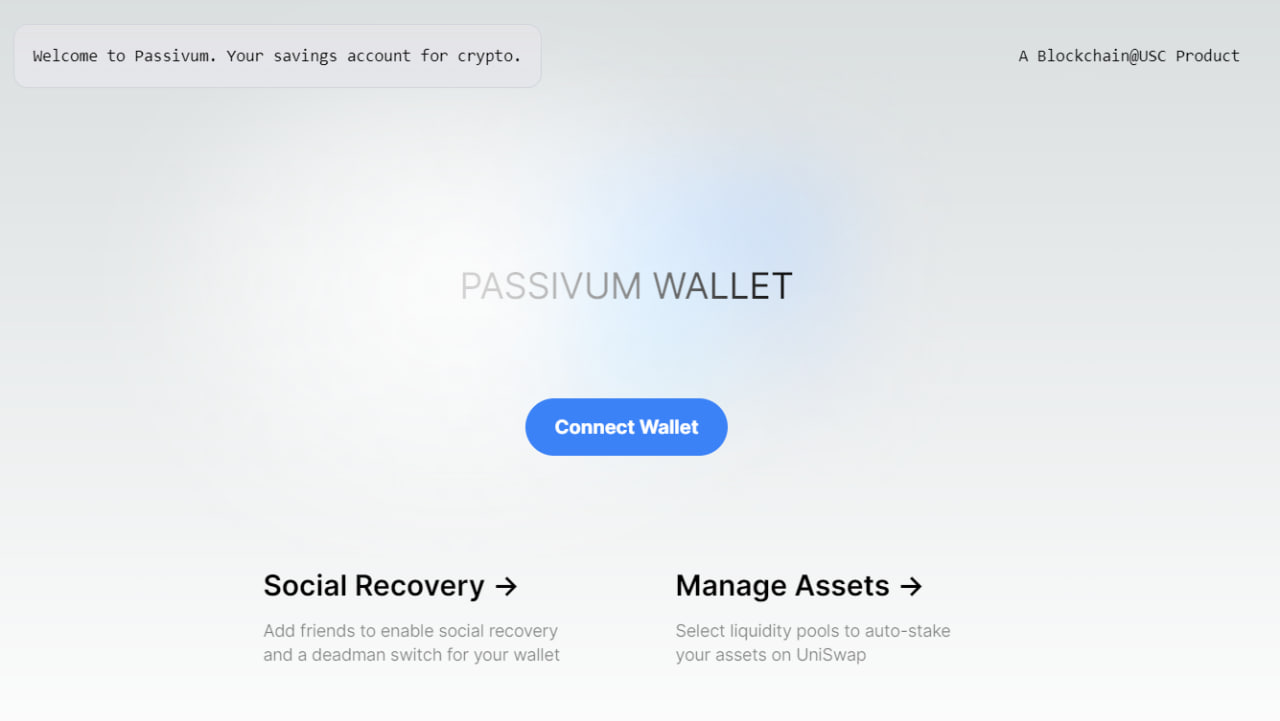 Welcome to Passivum. Your savings account for crypto.
A Blockchain@USC Product
PASSIVUM WALLET
Connect Wallet
Social Recovery →
Add friends to enable social recovery
and a deadman switch for your wallet
Manage Assets →
Select liquidity pools to auto-stake
your assets on UniSwap